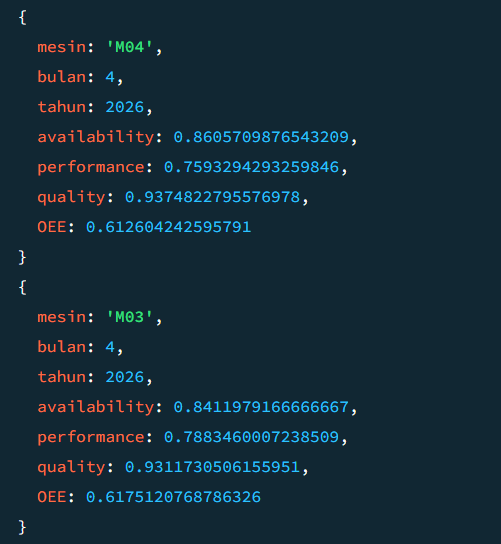 {
  mesin: 'M04',
  bulan: 4,
  tahun: 2026,
  availability: 0.8605709876543209,
  performance: 0.7593294293259846,
  quality: 0.9374822795576978,
  OEE: 0.612604242595791
}
{
  mesin: 'M03',
  bulan: 4,
  tahun: 2026,
  availability: 0.8411979166666667,
  performance: 0.7883460007238509,
  quality: 0.9311730506155951,
  OEE: 0.6175120768786326
}